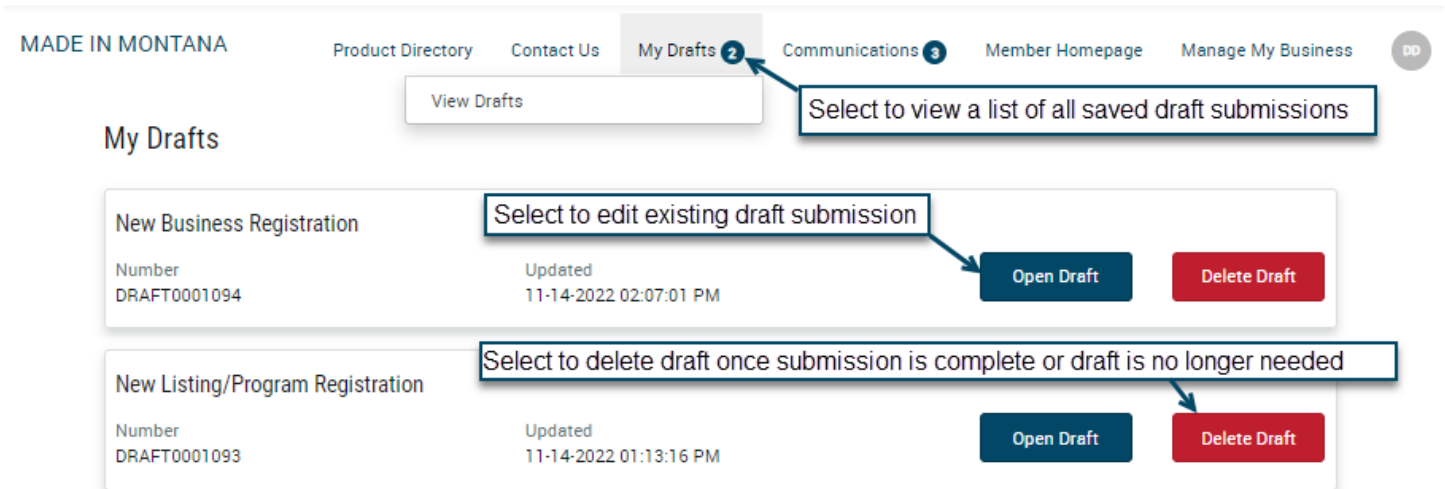 MADE IN MONTANA Product Directory Contact Us My Drafts 2 Communications 3 Member Homepage Manage My Business DD
View Drafts
Select to view a list of all saved draft submissions
My Drafts
New Business Registration
Select to edit existing draft submission
Number Updated
DRAFT0001094 11-14-2022 02:07:01 PM
Open Draft Delete Draft
Select to delete draft once submission is complete or draft is no longer needed
New Listing/Program Registration
Number Updated
DRAFT0001093 11-14-2022 01:13:16 PM
Open Draft Delete Draft